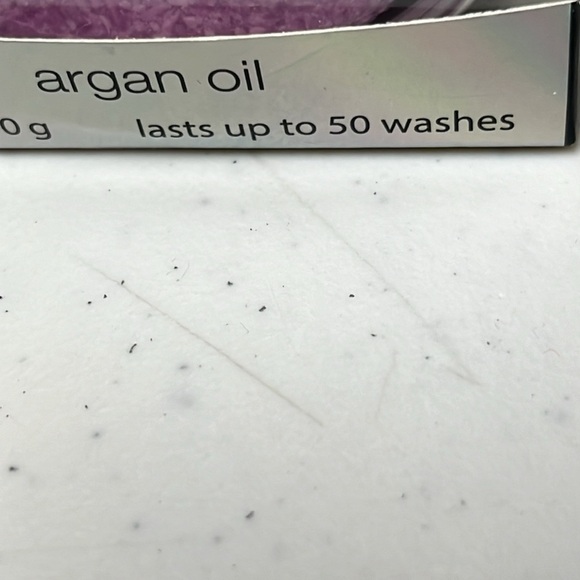 argan oil
0 g lasts up to 50 washes